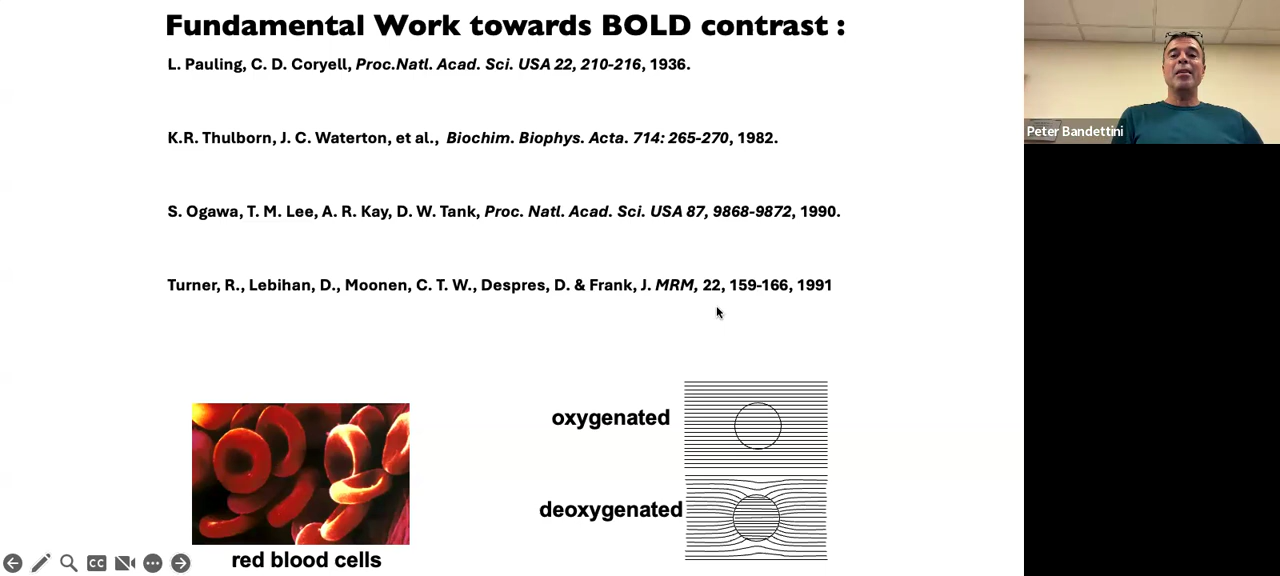 Fundamental Work towards BOLD contrast :
L. Pauling, C. D. Coryell, Proc.Natl. Acad. Sci. USA 22, 210-216, 1936.
K.R. Thulborn, J. C. Waterton, et al., Biochim. Biophys. Acta. 714: 265-270, 1982.
S. Ogawa, T. M. Lee, A. R. Kay, D. W. Tank, Proc. Natl. Acad. Sci. USA 87, 9868-9872, 1990.
Turner, R., Lebihan, D., Moonen, C. T. W., Despres, D. & Frank, J. MRM, 22, 159-166, 1991
oxygenated
deoxygenated
red blood cells
CC
Peter Bandettini